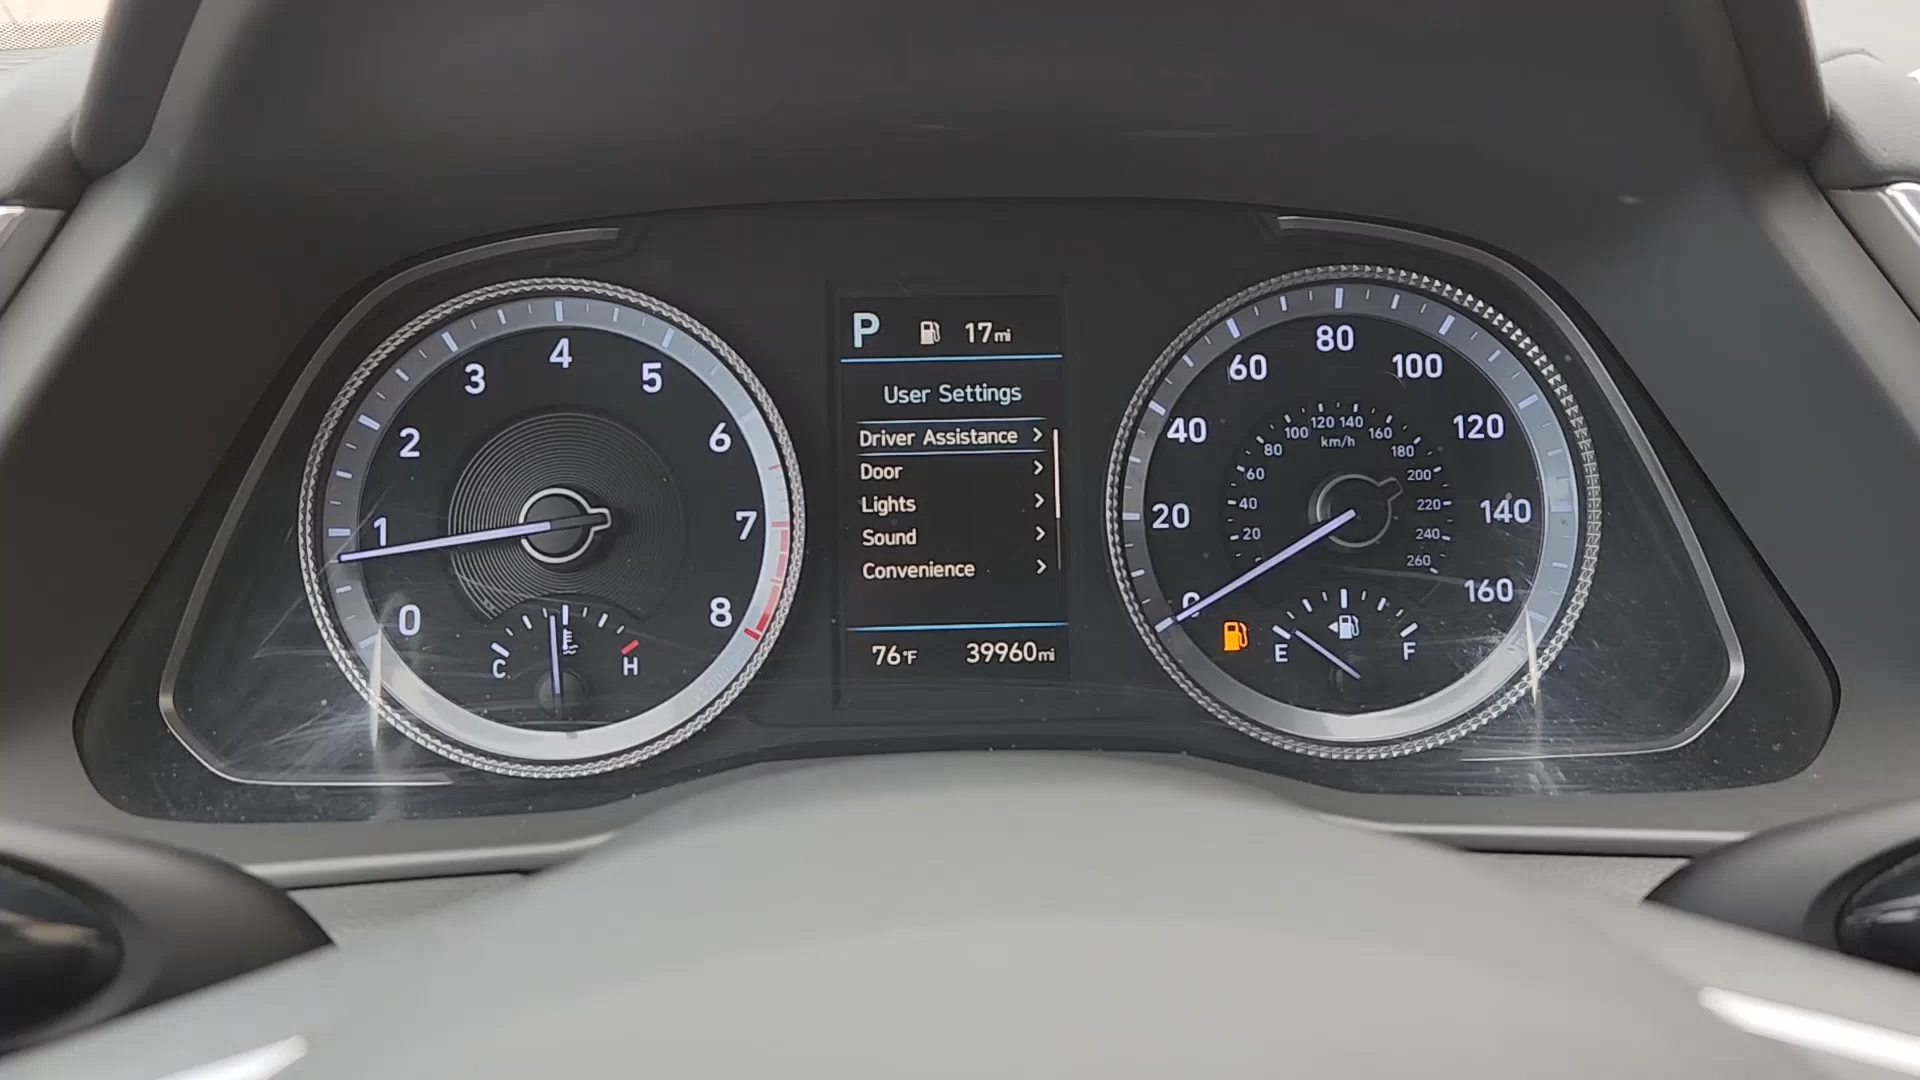 P 17mi
User Settings
Driver Assistance >
Door >
Lights >
Sound >
Convenience >
76°F 39960mi
0 1 2 3 4 5 6 7 8
C E H
0 20 40 60 80 100 120 140 160
20 40 60 80 100 120 140 160 180 200 220 240 260
km/h
E F